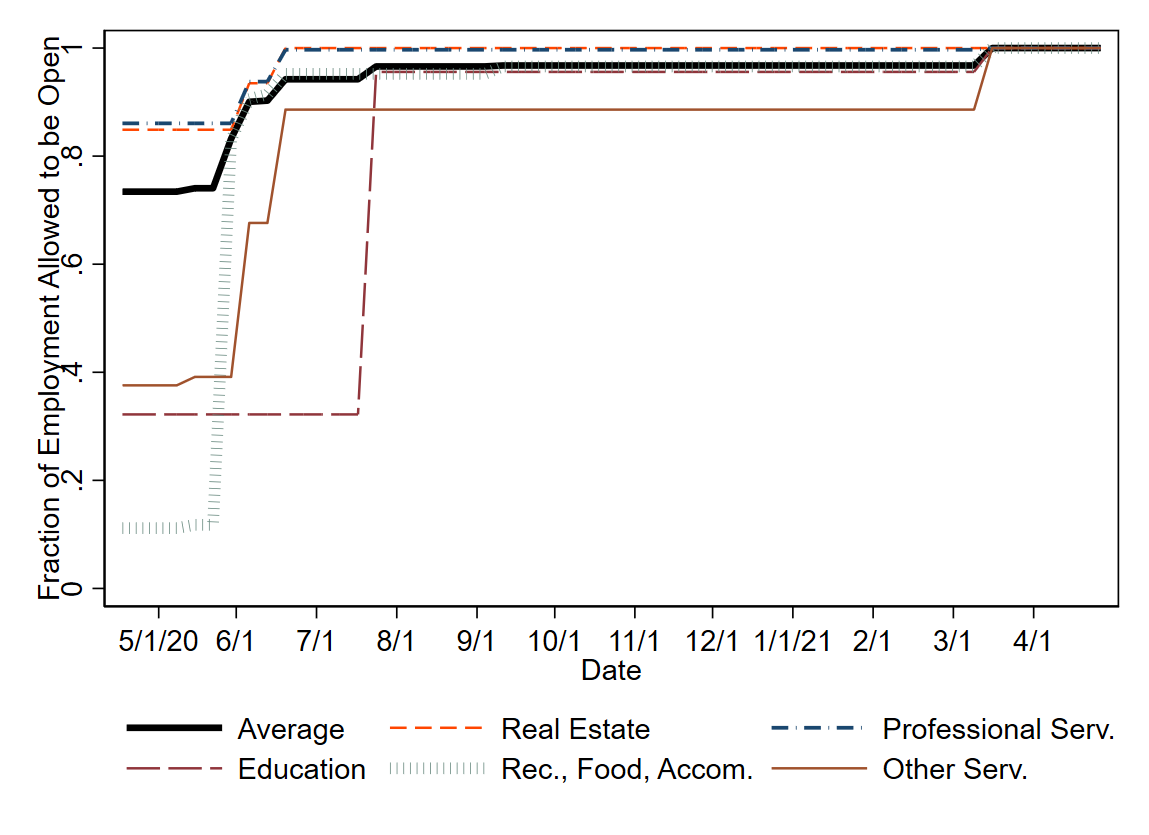 Fraction of Employment Allowed to be Open
1
.8
.6
.4
.2
0
5/1/20 6/1 7/1 8/1 9/1 10/1 11/1 12/1 1/1/21 2/1 3/1 4/1
Date
Average Real Estate Professional Serv.
Education Rec., Food, Accom. Other Serv.